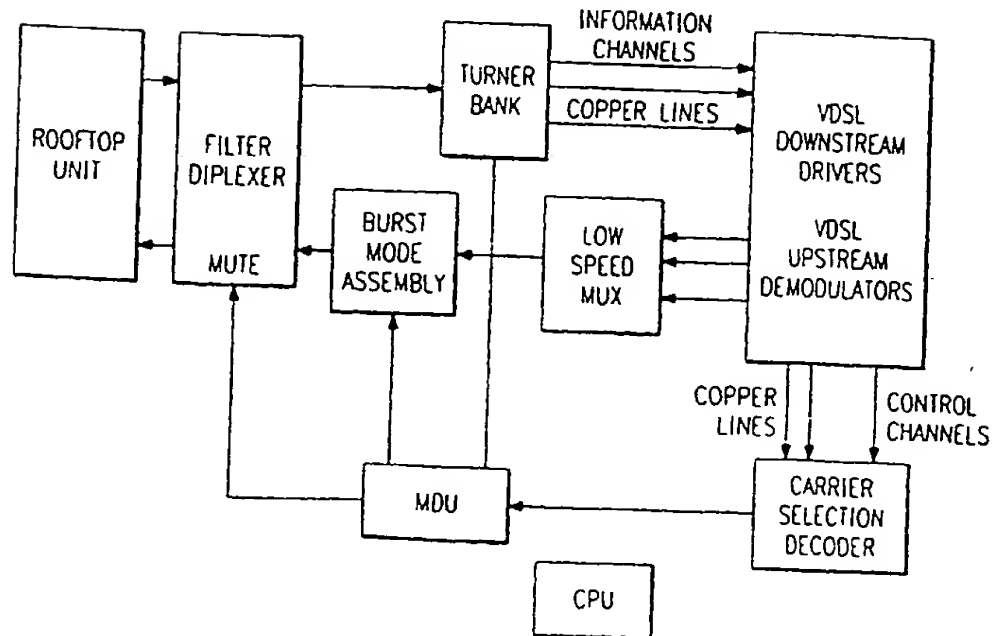 INFORMATION
CHANNELS
COPPER LINES
ROOFTOP
UNIT
FILTER
DIPLEXER
MUTE
TURNER
BANK
VDSL
DOWNSTREAM
DRIVERS
VDSL
UPSTREAM
DEMODULATORS
BURST
MODE
ASSEMBLY
LOW
SPEED
MUX
COPPER
LINES
CONTROL
CHANNELS
MDU
CARRIER
SELECTION
DECODER
CPU